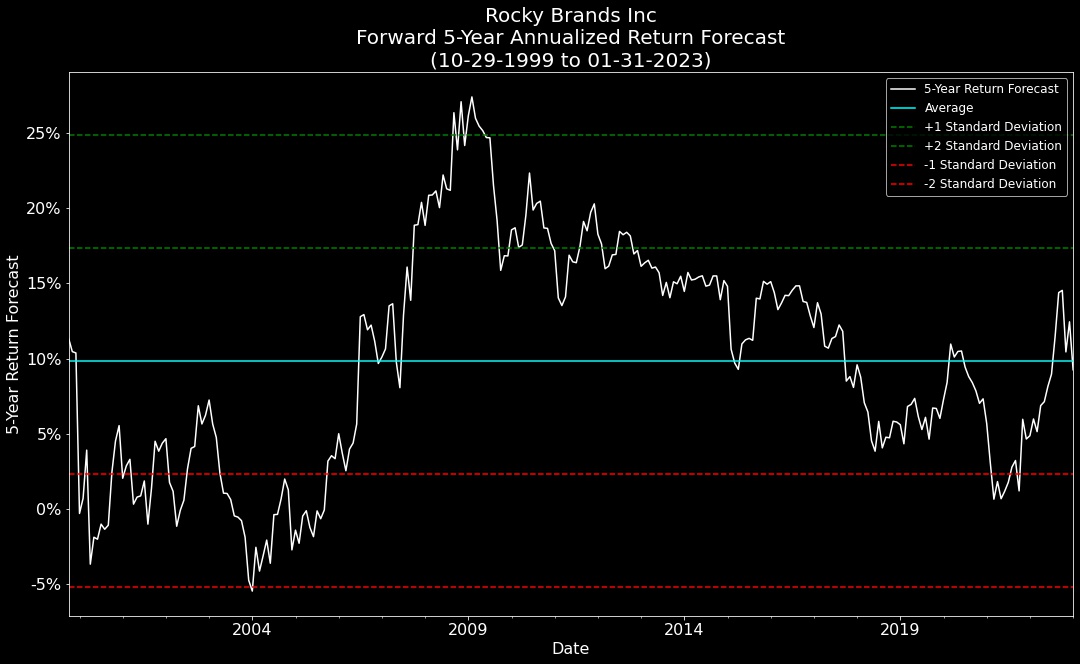 Rocky Brands Inc
Forward 5-Year Annualized Return Forecast
(10-29-1999 to 01-31-2023)
5-Year Return Forecast
Average
+1 Standard Deviation
+2 Standard Deviation
-1 Standard Deviation
-2 Standard Deviation
5-Year Return Forecast
25%
20%
15%
10%
5%
0%
-5%
2004
2009
2014
2019
Date